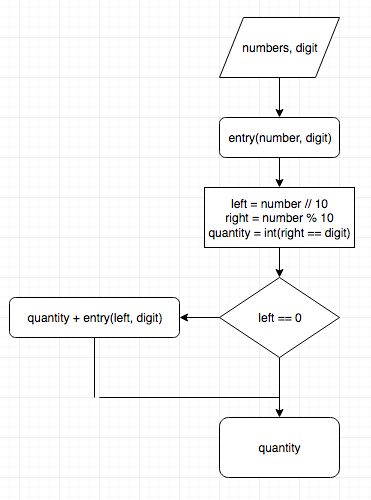 numbers, digit
entry(number, digit)
left = number // 10
right = number % 10
quantity = int(right == digit)
left == 0
quantity + entry(left, digit)
quantity